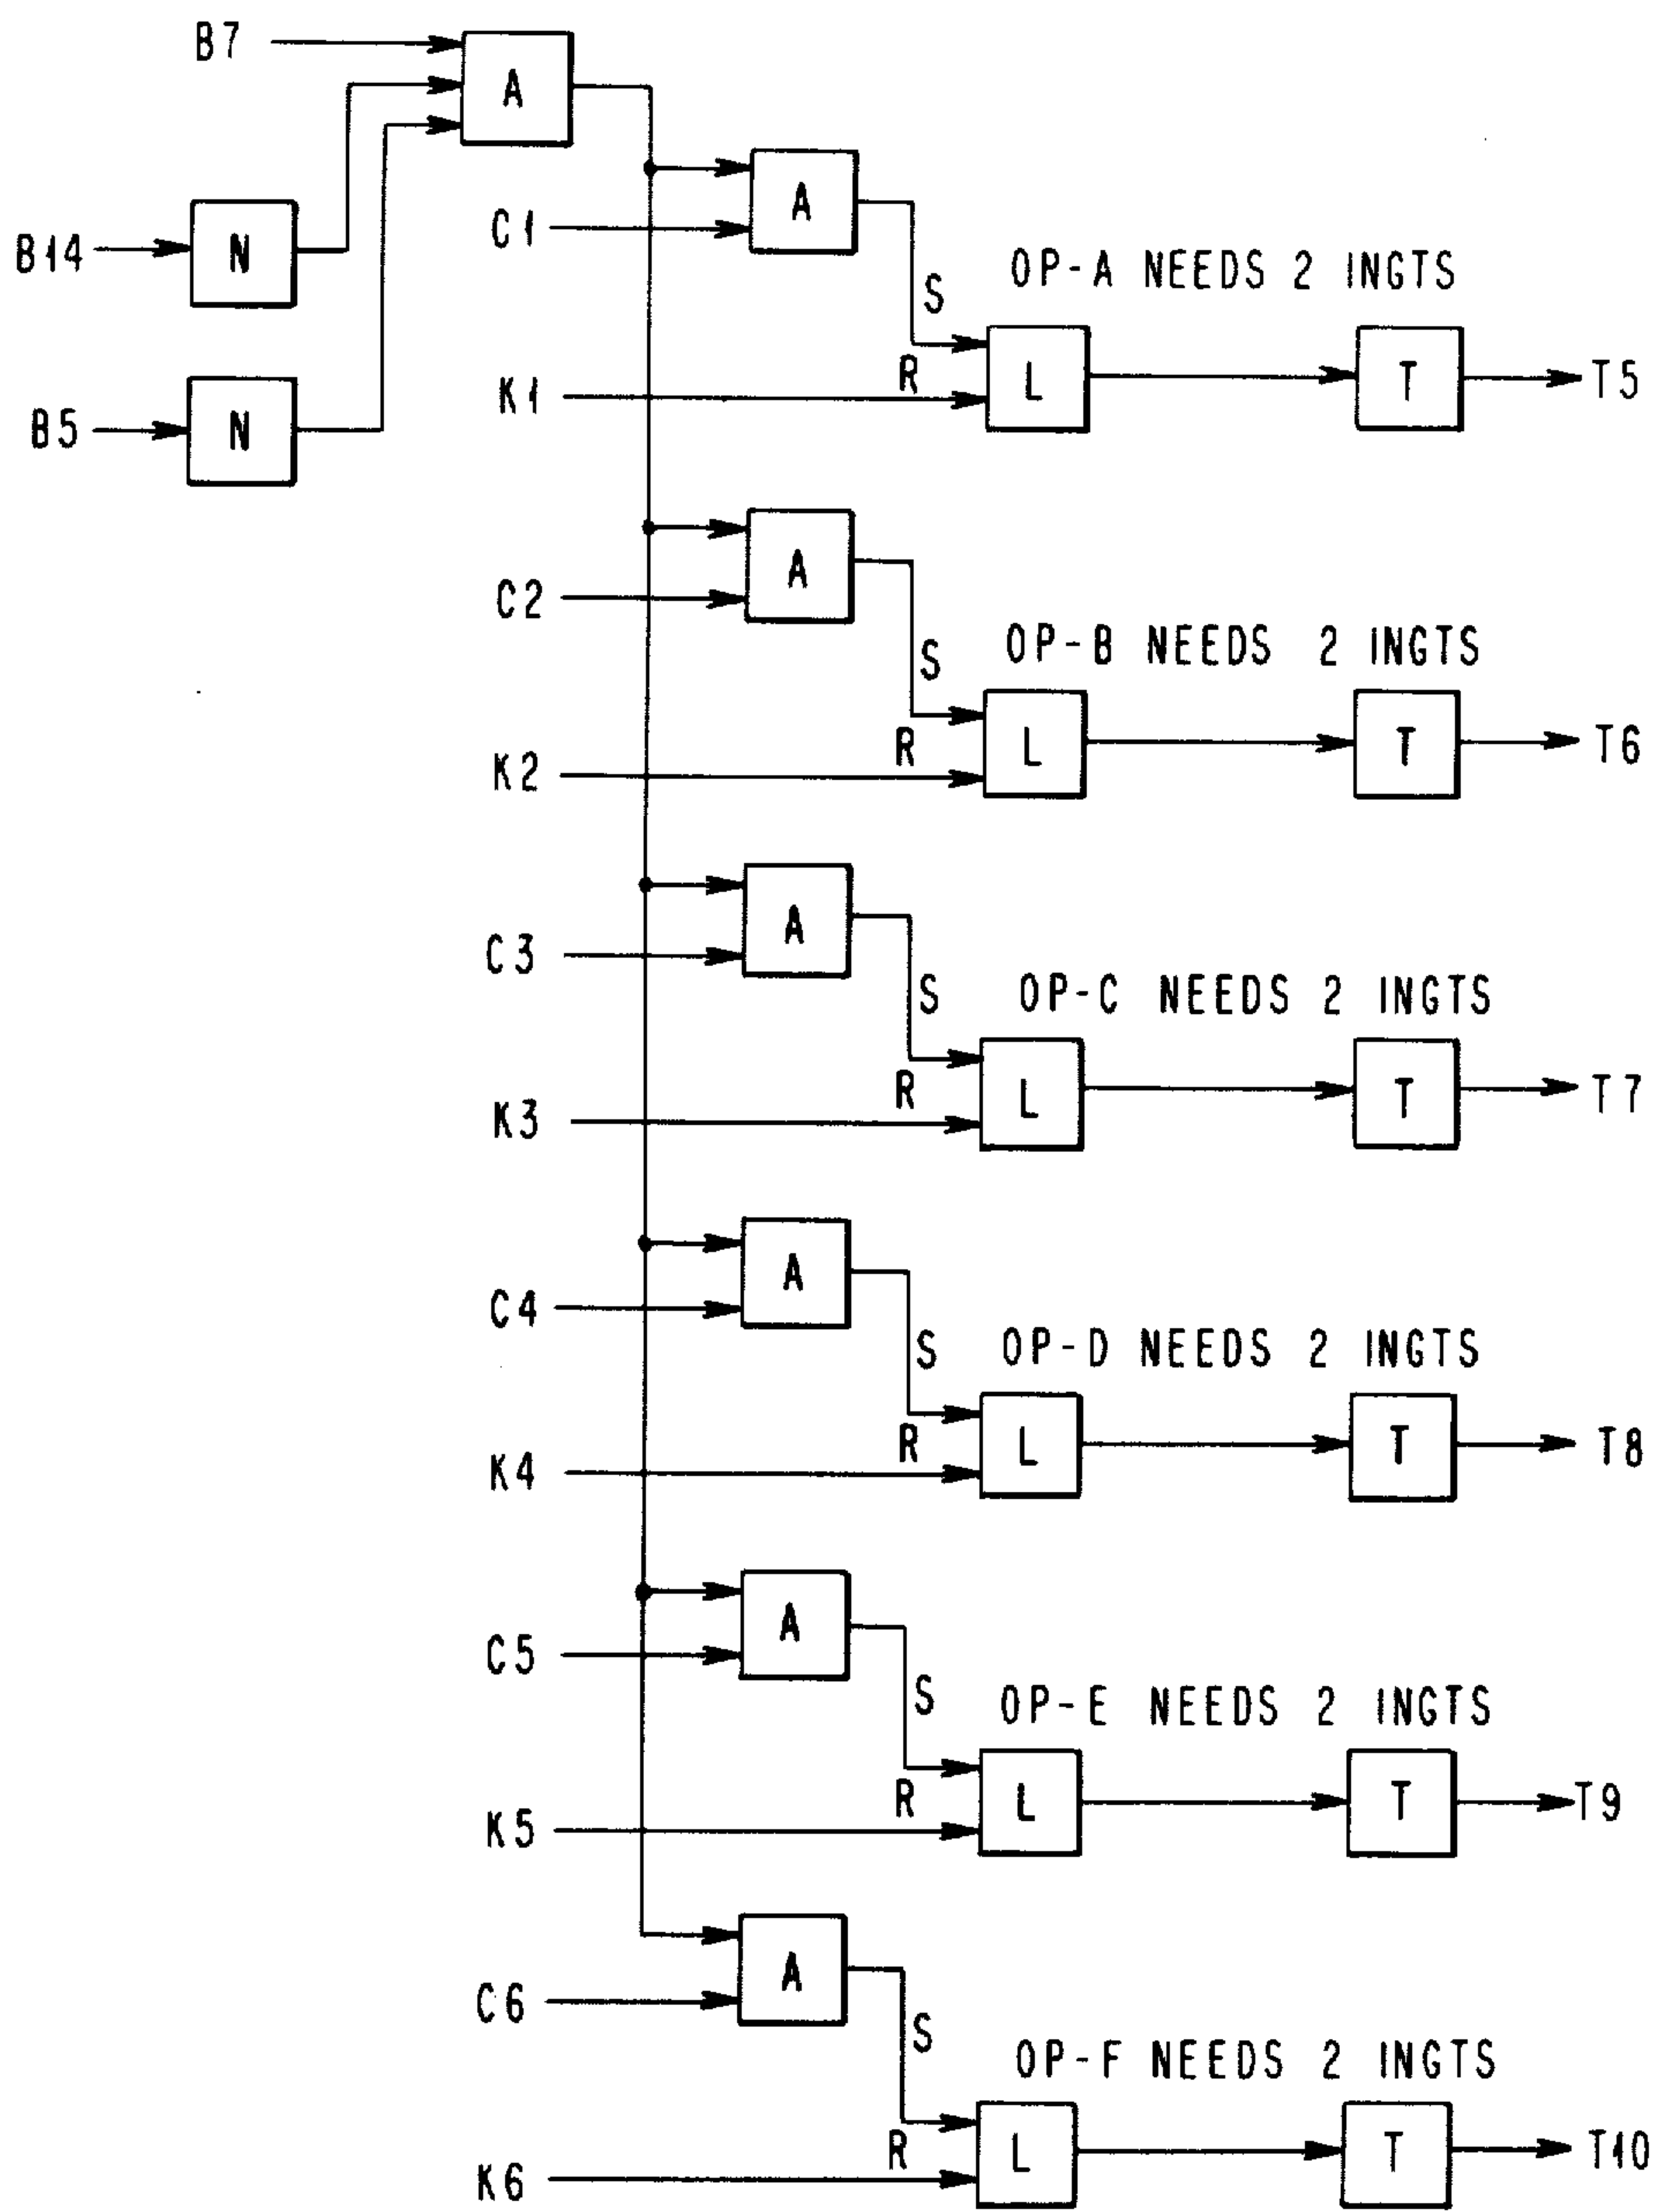 B7
A
A
C1
B14
N
OP-A NEEDS 2 INGTS
S
R
L
T
T5
K1
B5
N
A
C2
OP-B NEEDS 2 INGTS
S
R
L
T
T6
K2
A
C3
OP-C NEEDS 2 INGTS
S
R
L
T
T7
K3
A
C4
OP-D NEEDS 2 INGTS
S
R
L
T
T8
K4
A
C5
OP-E NEEDS 2 INGTS
S
R
L
T
T9
K5
A
C6
OP-F NEEDS 2 INGTS
S
R
L
T
T10
K6